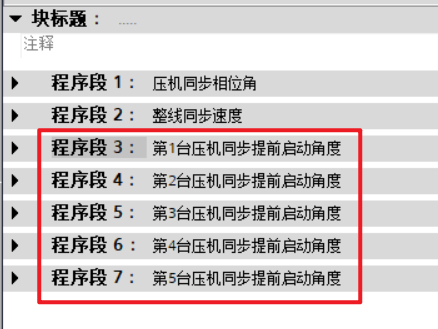 块标题： .....
注释
程序段 1： 压机同步相位角
程序段 2： 整线同步速度
程序段 3： 第1台压机同步提前启动角度
程序段 4： 第2台压机同步提前启动角度
程序段 5： 第3台压机同步提前启动角度
程序段 6： 第4台压机同步提前启动角度
程序段 7： 第5台压机同步提前启动角度